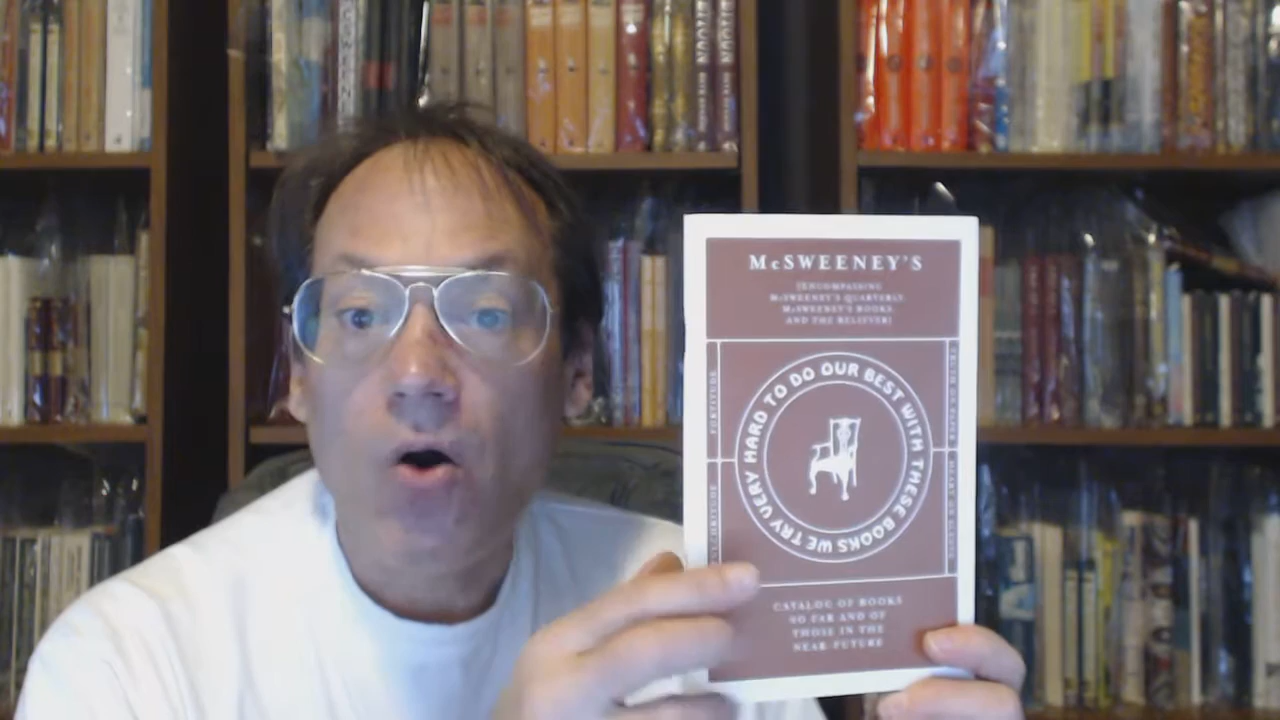 McSWEENEY'S
[ENCOMPASSING
McSWEENEY'S QUARTERLY,
McSWEENEY'S BOOKS,
AND THE BELIEVER]
FORTITUDE
WE TRY VERY HARD TO DO OUR BEST WITH THESE BOOKS
CATALOG OF BOOKS
SO FAR AND OF
THOSE IN THE
NEAR FUTURE